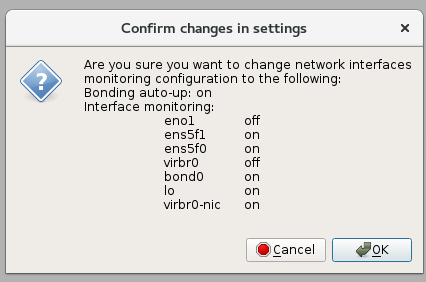 Confirm changes in settings
×
Are you sure you want to change network interfaces
monitoring configuration to the following:
Bonding auto-up: on
Interface monitoring:
eno1 off
ens5f1 on
ens5f0 on
virbr0 off
bond0 on
lo on
virbr0-nic on
Cancel OK